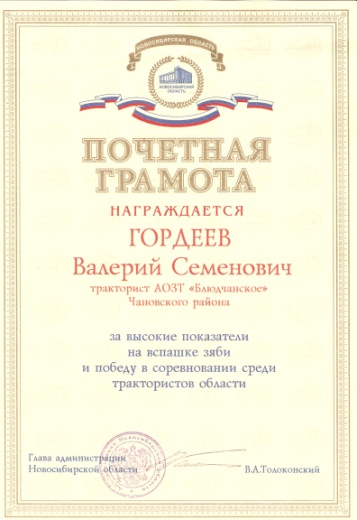 НОВОСИБИРСКАЯ ОБЛАСТЬ
НОВОСИБИРСКАЯ
ОБЛАСТЬ
ПОЧЕТНАЯ
ГРАМОТА
НАГРАЖДАЕТСЯ
ГОРДЕЕВ
Валерий Семенович
тракторист АОЗТ «Блюдчанское»
Чановского района
за высокие показатели
на вспашке зяби
и победу в соревновании среди
трактористов области
Глава администрации
Новосибирской области
В.А.Толоконский